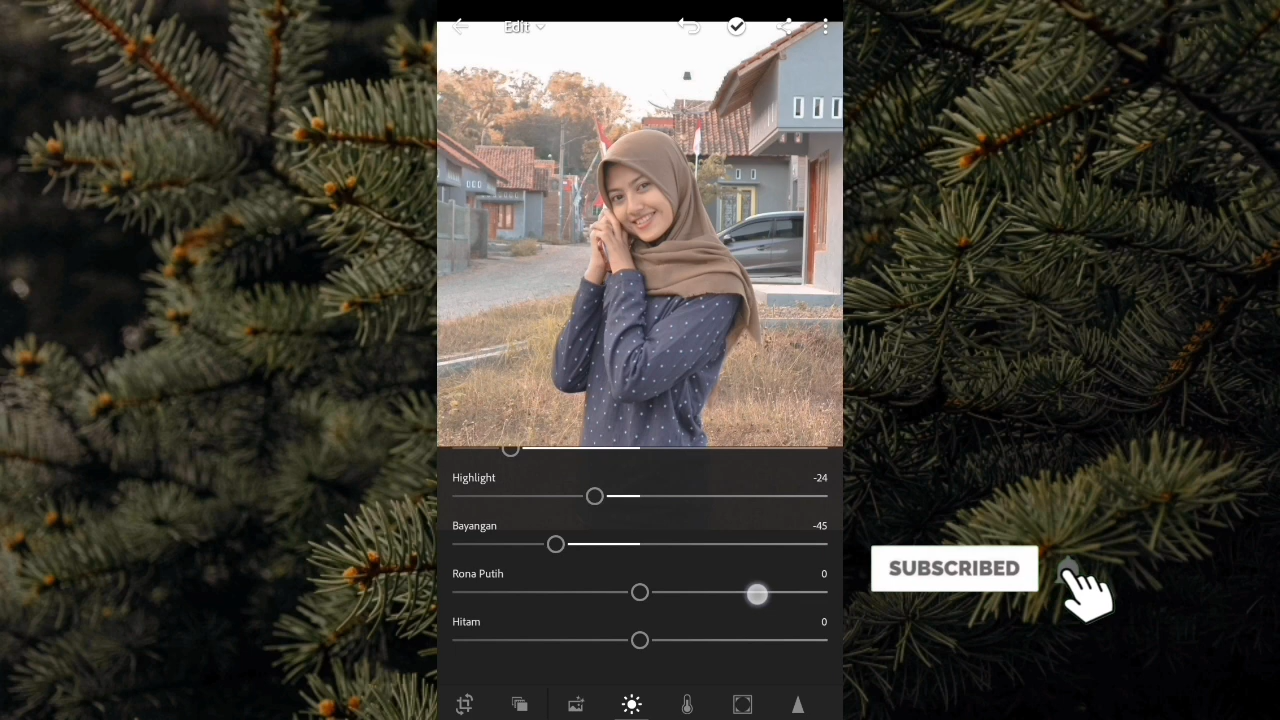 Edit
Highlight -24
Bayangan -45
Rona Putih 0
Hitam 0
SUBSCRIBED